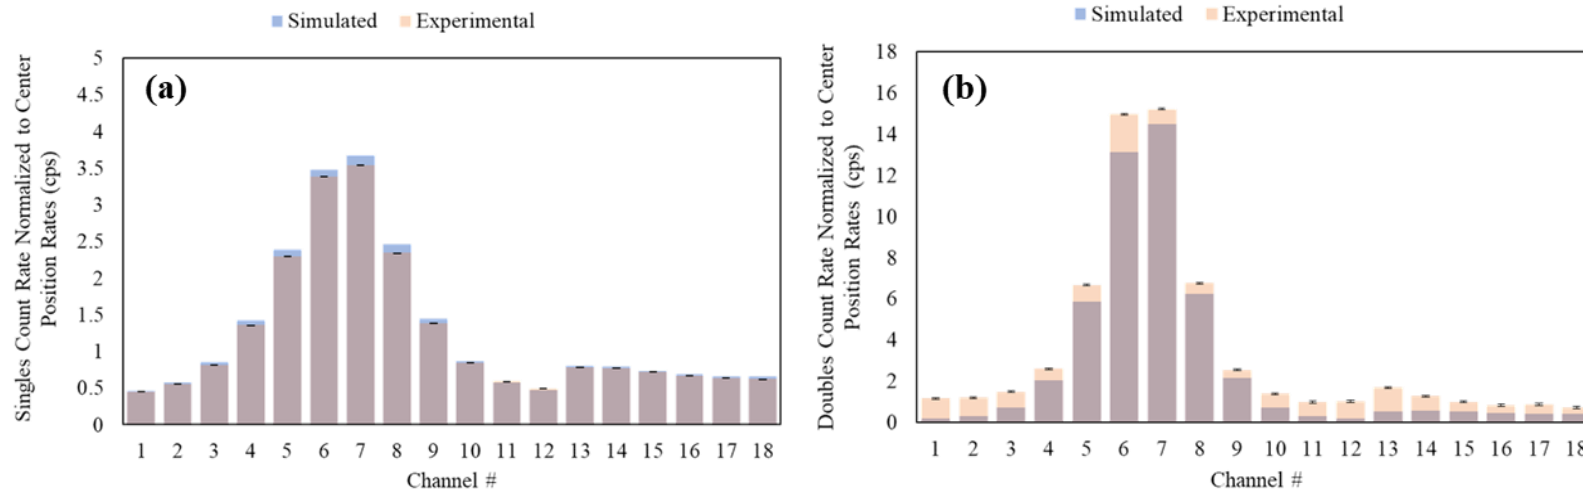 Simulated Experimental
(a)
Singles Count Rate Normalized to Center
Position Rates (cps)
5
4.5
4
3.5
3
2.5
2
1.5
1
0.5
0
1 2 3 4 5 6 7 8 9 10 11 12 13 14 15 16 17 18
Channel #
Simulated Experimental
(b)
Doubles Count Rate Normalized to Center
Position Rates (cps)
18
16
14
12
10
8
6
4
2
0
1 2 3 4 5 6 7 8 9 10 11 12 13 14 15 16 17 18
Channel #